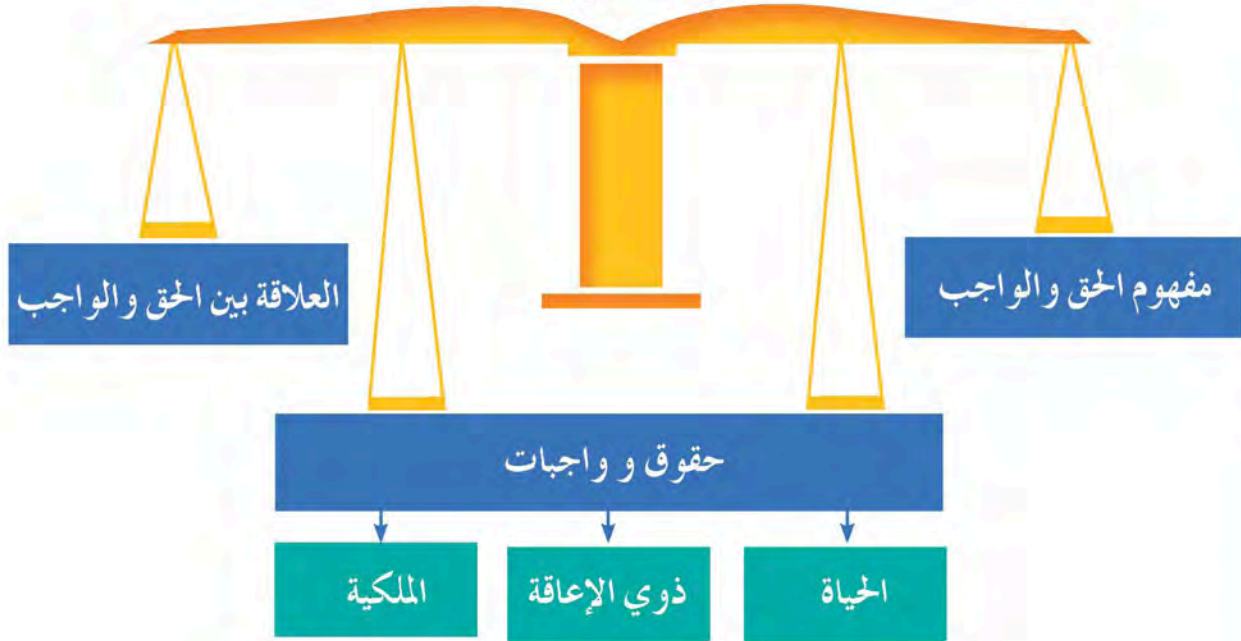 مفهوم الحق والواجب
العلاقة بين الحق والواجب
حقوق و واجبات
الحياة
ذوي الإعاقة
الملكية